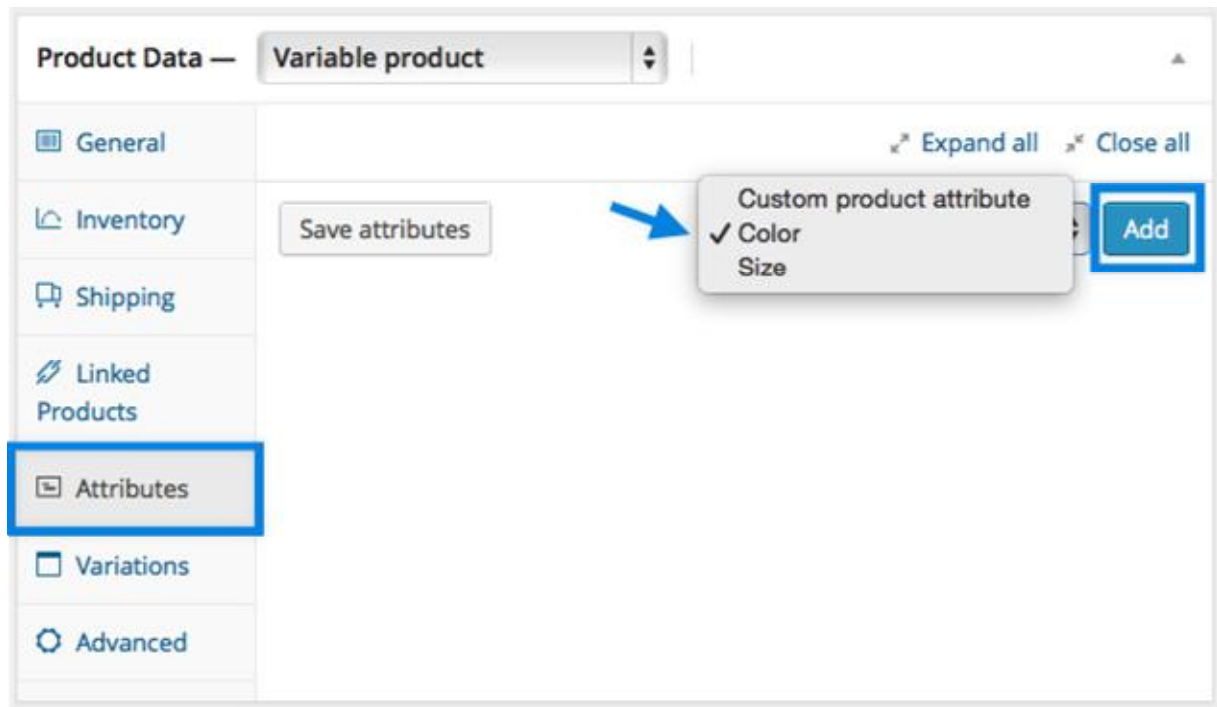 Product Data — Variable product
General
Expand all Close all
Inventory
Save attributes
Custom product attribute
✓ Color
Size
Add
Shipping
Linked
Products
Attributes
Variations
Advanced